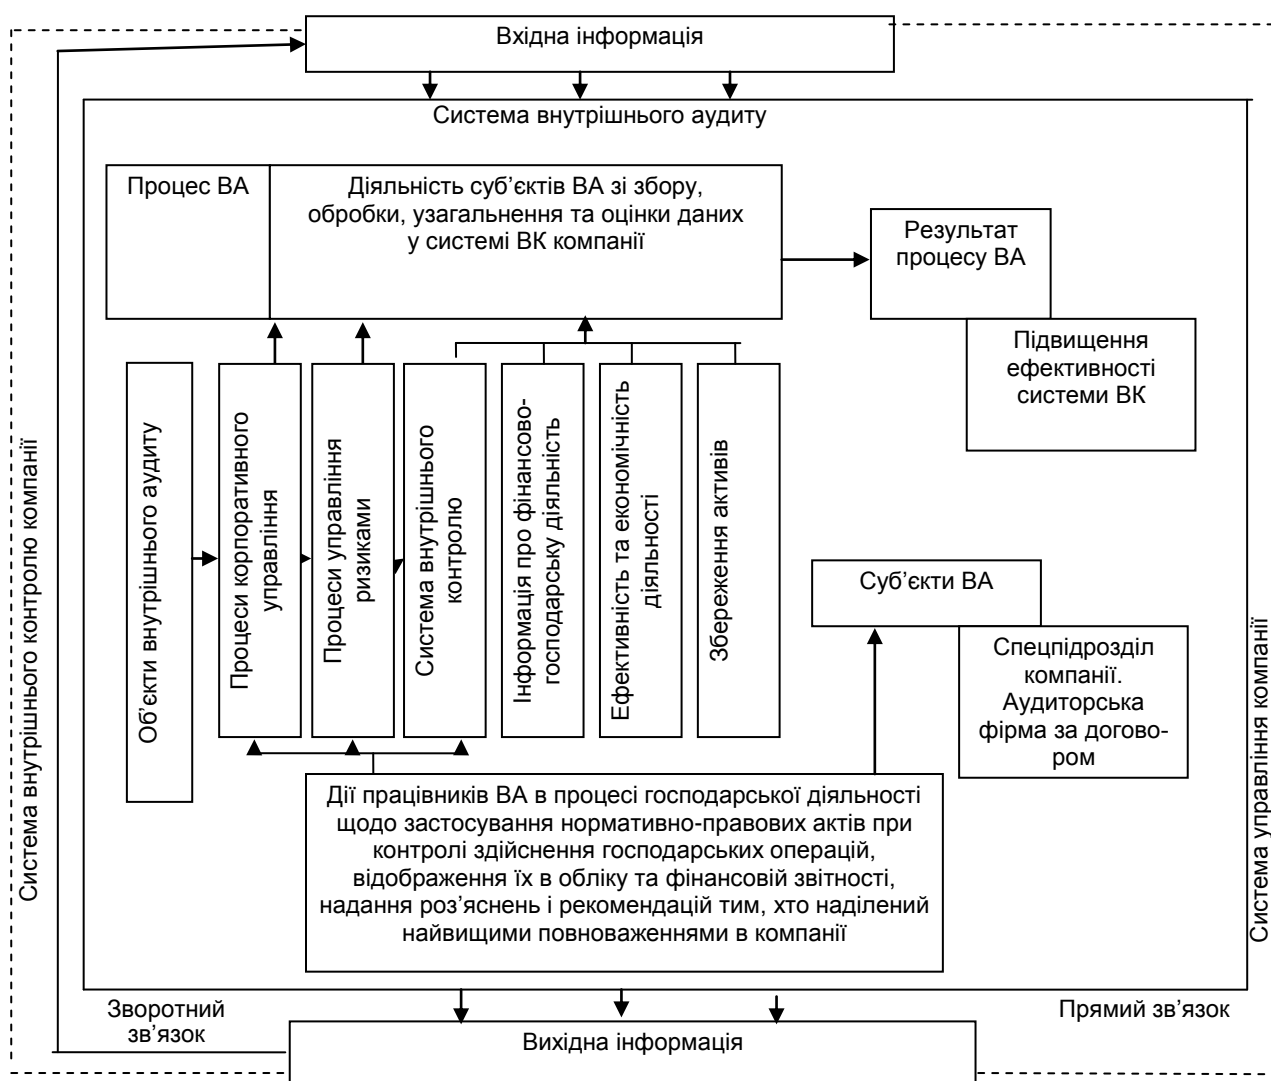 Вхідна інформація
Система внутрішнього аудиту
Процес ВА
Діяльність суб’єктів ВА зі збору,
обробки, узагальнення та оцінки даних
у системі ВК компанії
Результат
процесу ВА
Підвищення
ефективності
системи ВК
Система внутрішнього контролю компанії
Об’єкти внутрішнього аудиту
Процеси корпоративного
управління
Процеси управління
ризиками
Система внутрішнього
контролю
Інформація про фінансово-
господарську діяльність
Ефективність та економічність
діяльності
Збереження активів
Суб’єкти ВА
Спецпідрозділ
компанії.
Аудиторська
фірма за догово-
ром
Система управління компанії
Дії працівників ВА в процесі господарської діяльності
щодо застосування нормативно-правових актів при
контролі здійснення господарських операцій,
відображення їх в обліку та фінансовій звітності,
надання роз’яснень і рекомендацій тим, хто наділений
найвищими повноваженнями в компанії
Зворотний
зв’язок
Прямий зв’язок
Вихідна інформація